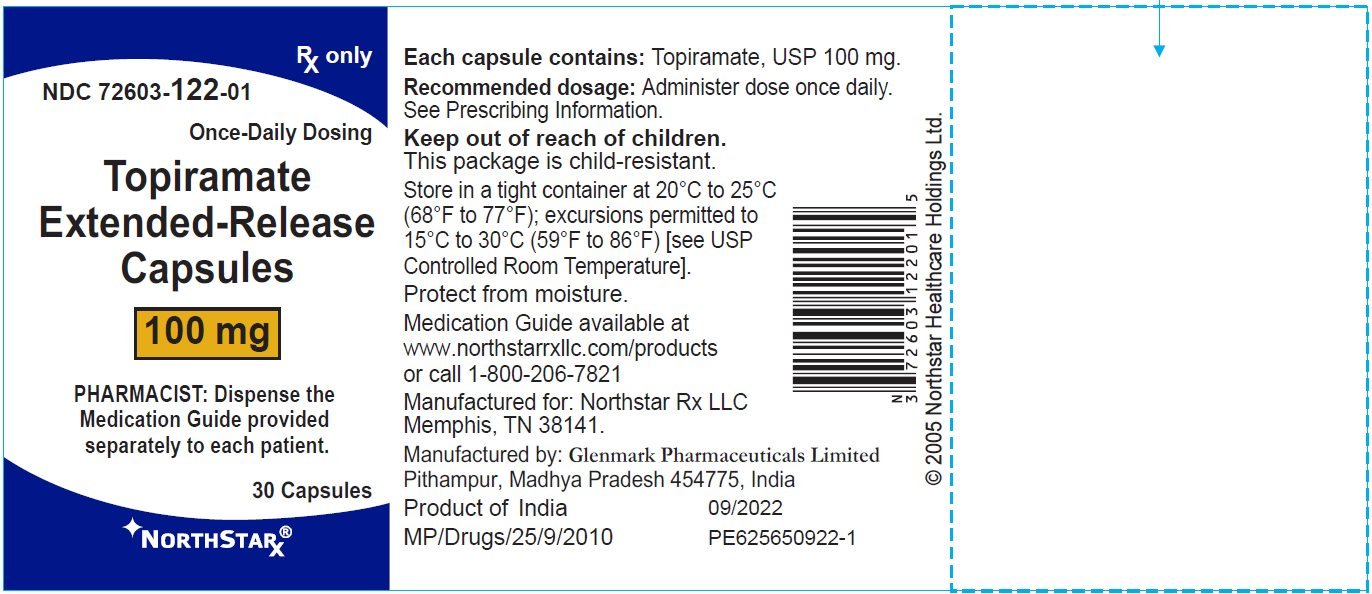 Rx only
NDC 72603-122-01
Once-Daily Dosing
Topiramate
Extended-Release
Capsules
100 mg
PHARMACIST: Dispense the
Medication Guide provided
separately to each patient.
30 Capsules
NORTHSTARx®
Each capsule contains: Topiramate, USP 100 mg.
Recommended dosage: Administer dose once daily.
See Prescribing Information.
Keep out of reach of children.
This package is child-resistant.
Store in a tight container at 20°C to 25°C
(68°F to 77°F); excursions permitted to
15°C to 30°C (59°F to 86°F) [see USP
Controlled Room Temperature].
Protect from moisture.
Medication Guide available at
www.northstarrxllc.com/products
or call 1-800-206-7821
Manufactured for: Northstar Rx LLC
Memphis, TN 38141.
Manufactured by: Glenmark Pharmaceuticals Limited
Pithampur, Madhya Pradesh 454775, India
Product of India 09/2022
MP/Drugs/25/9/2010 PE625650922-1
N 3 72603 12201 5
© 2005 Northstar Healthcare Holdings Ltd.